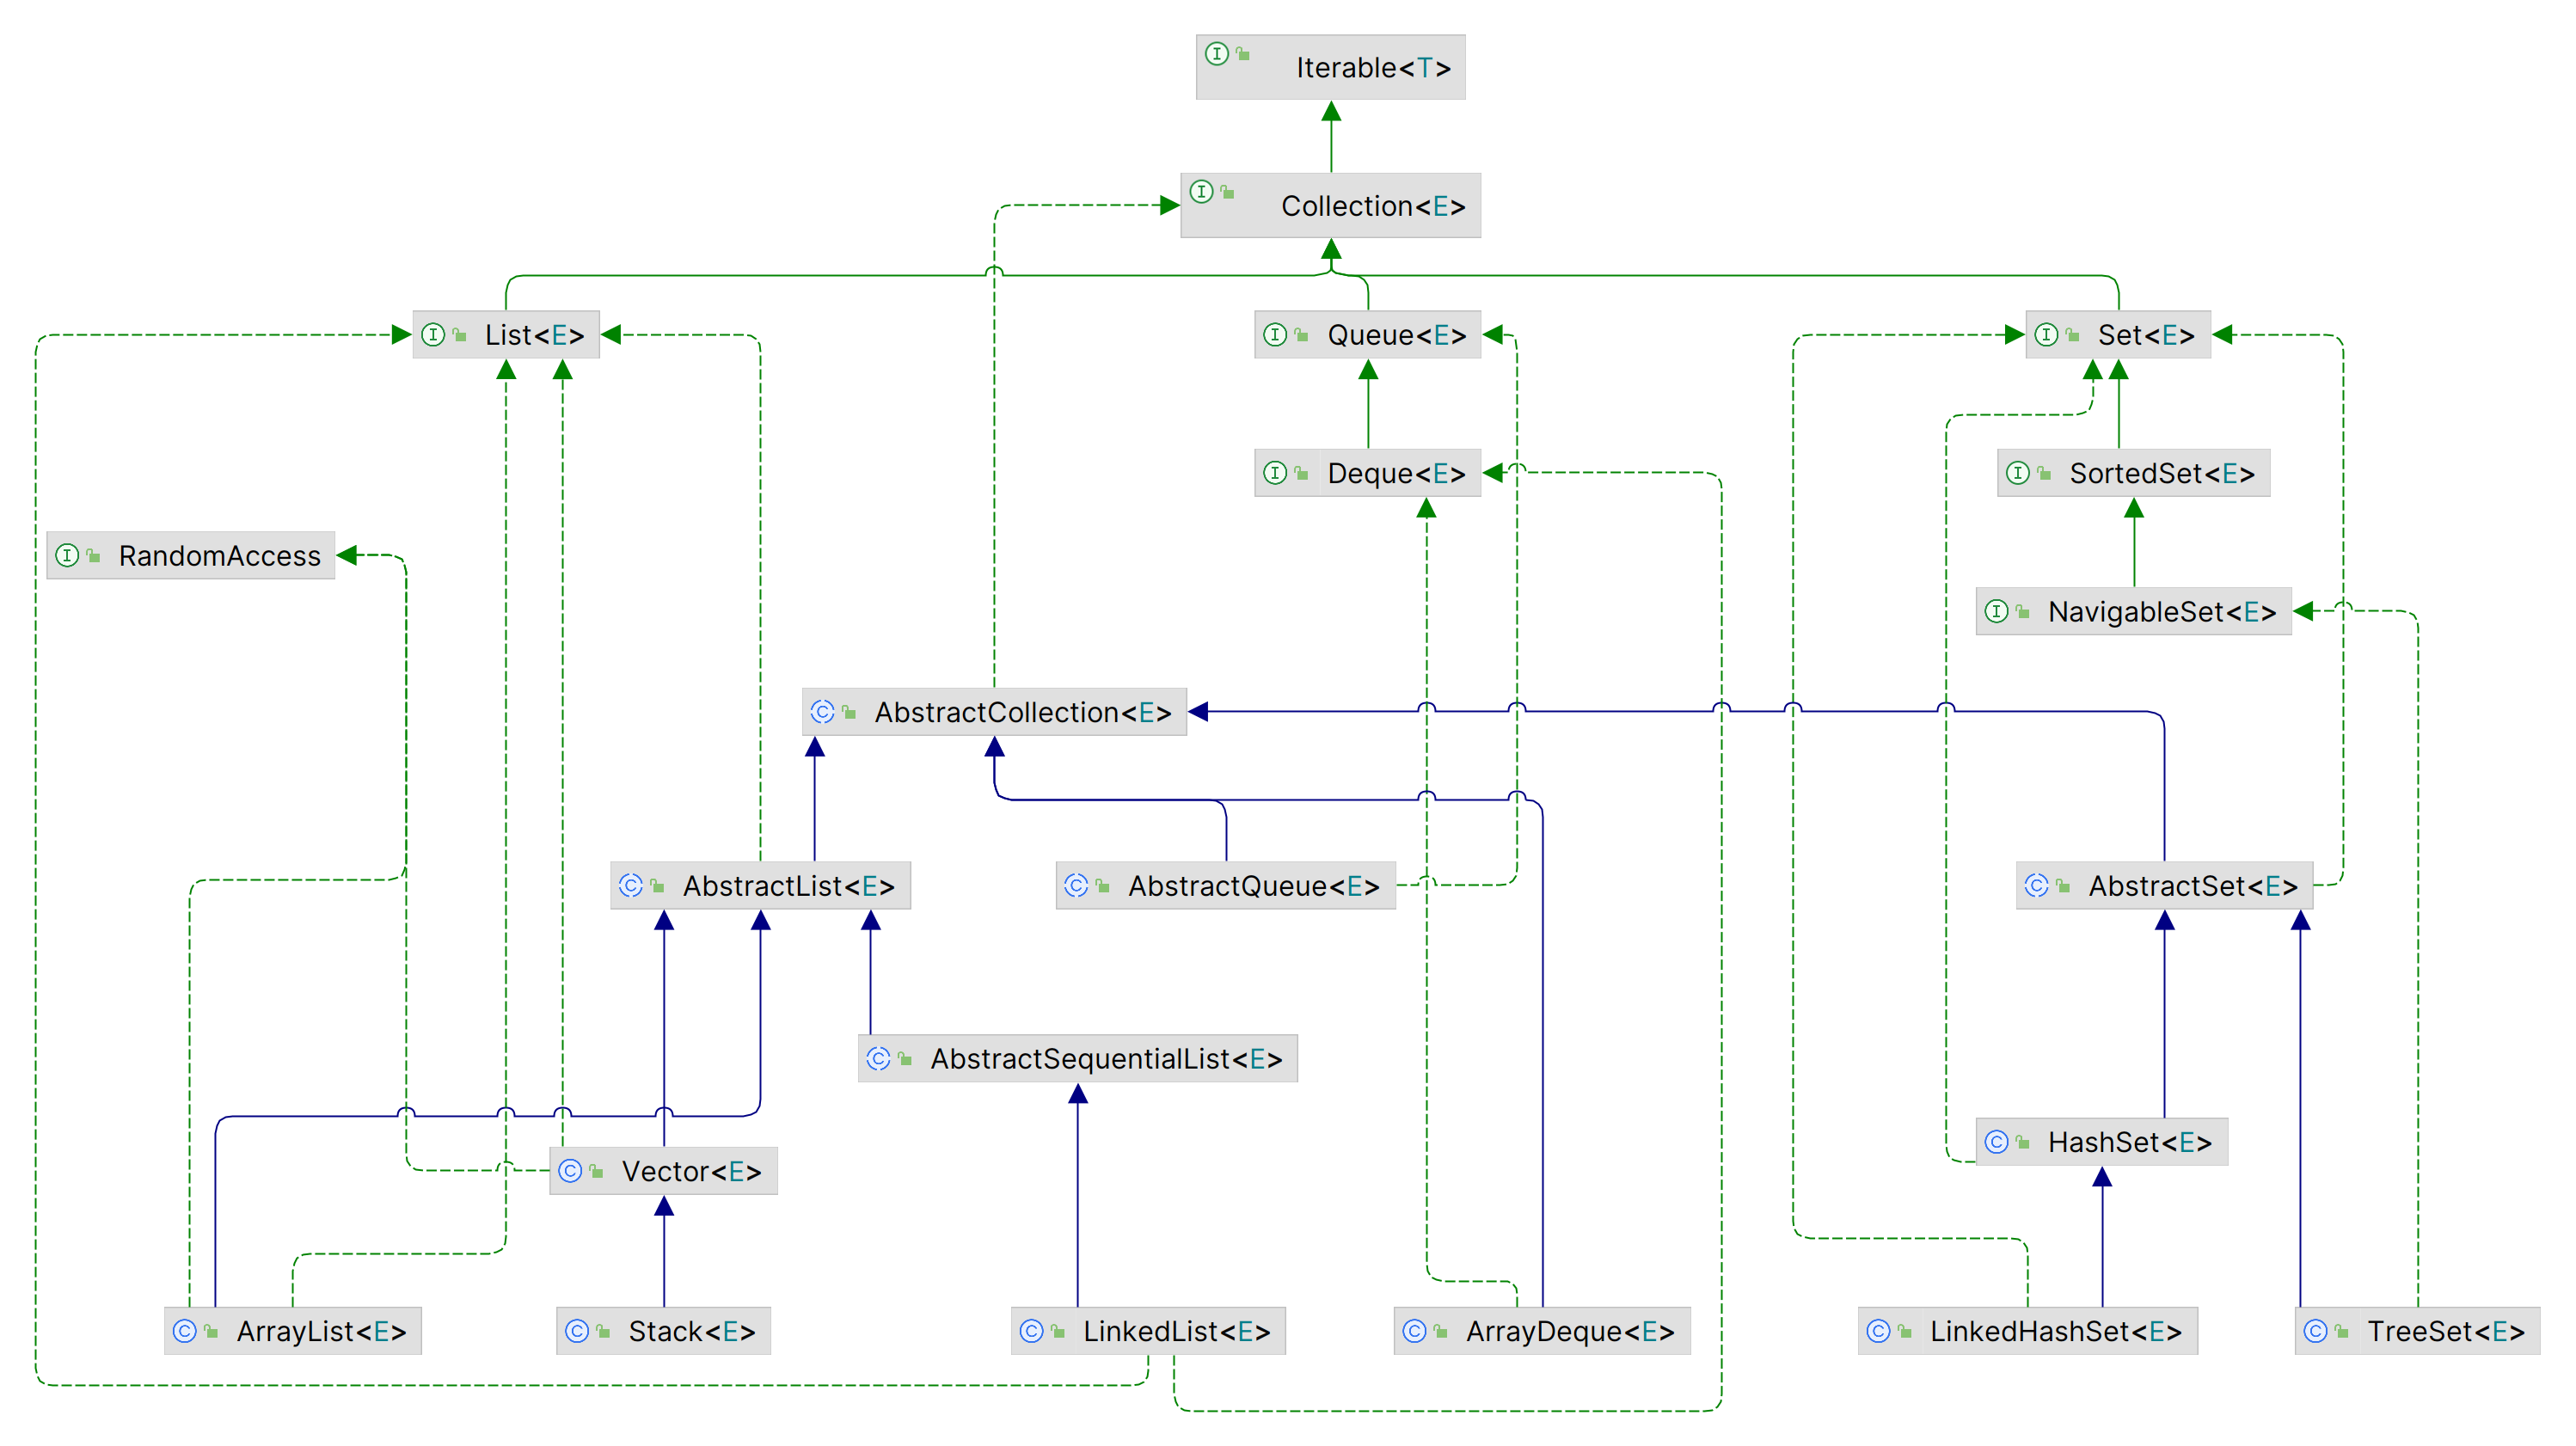 Iterable<T>
Collection<E>
List<E>
Queue<E>
Set<E>
Deque<E>
SortedSet<E>
RandomAccess
NavigableSet<E>
AbstractCollection<E>
AbstractList<E>
AbstractQueue<E>
AbstractSet<E>
AbstractSequentialList<E>
HashSet<E>
Vector<E>
ArrayList<E>
Stack<E>
LinkedList<E>
ArrayDeque<E>
LinkedHashSet<E>
TreeSet<E>